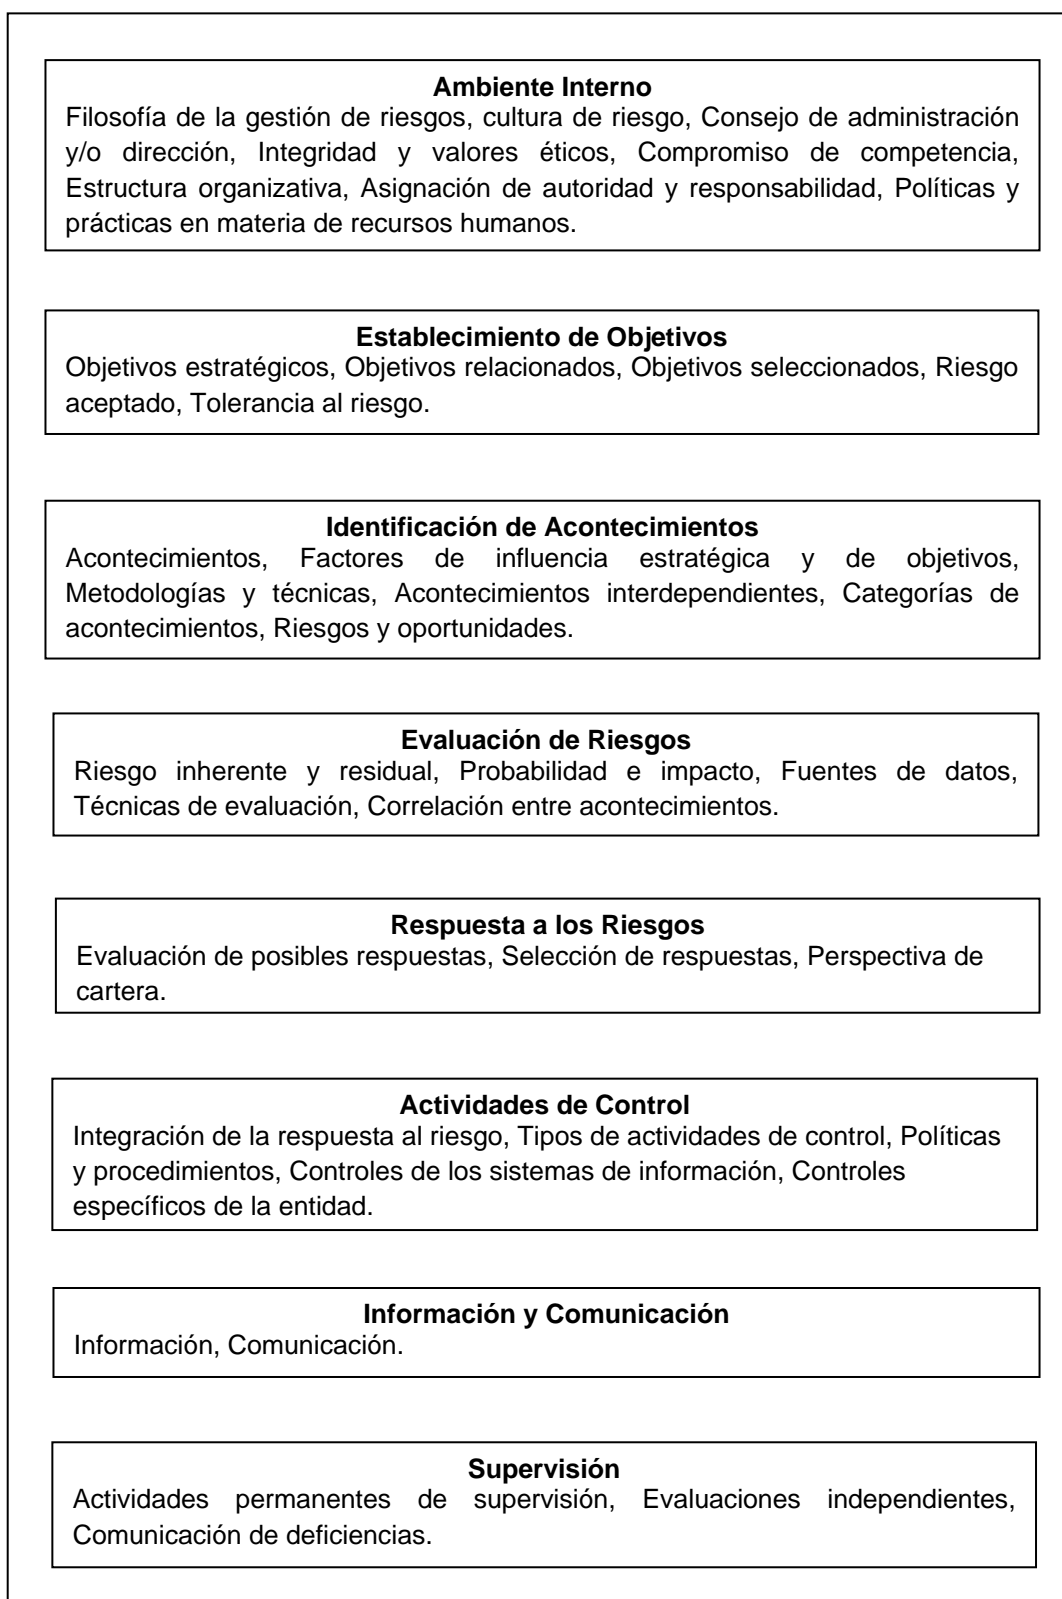 Ambiente Interno
Filosofía de la gestión de riesgos, cultura de riesgo, Consejo de administración
y/o dirección, Integridad y valores éticos, Compromiso de competencia,
Estructura organizativa, Asignación de autoridad y responsabilidad, Políticas y
prácticas en materia de recursos humanos.
Establecimiento de Objetivos
Objetivos estratégicos, Objetivos relacionados, Objetivos seleccionados, Riesgo
aceptado, Tolerancia al riesgo.
Identificación de Acontecimientos
Acontecimientos, Factores de influencia estratégica y de objetivos,
Metodologías y técnicas, Acontecimientos interdependientes, Categorías de
acontecimientos, Riesgos y oportunidades.
Evaluación de Riesgos
Riesgo inherente y residual, Probabilidad e impacto, Fuentes de datos,
Técnicas de evaluación, Correlación entre acontecimientos.
Respuesta a los Riesgos
Evaluación de posibles respuestas, Selección de respuestas, Perspectiva de
cartera.
Actividades de Control
Integración de la respuesta al riesgo, Tipos de actividades de control, Políticas
y procedimientos, Controles de los sistemas de información, Controles
específicos de la entidad.
Información y Comunicación
Información, Comunicación.
Supervisión
Actividades permanentes de supervisión, Evaluaciones independientes,
Comunicación de deficiencias.